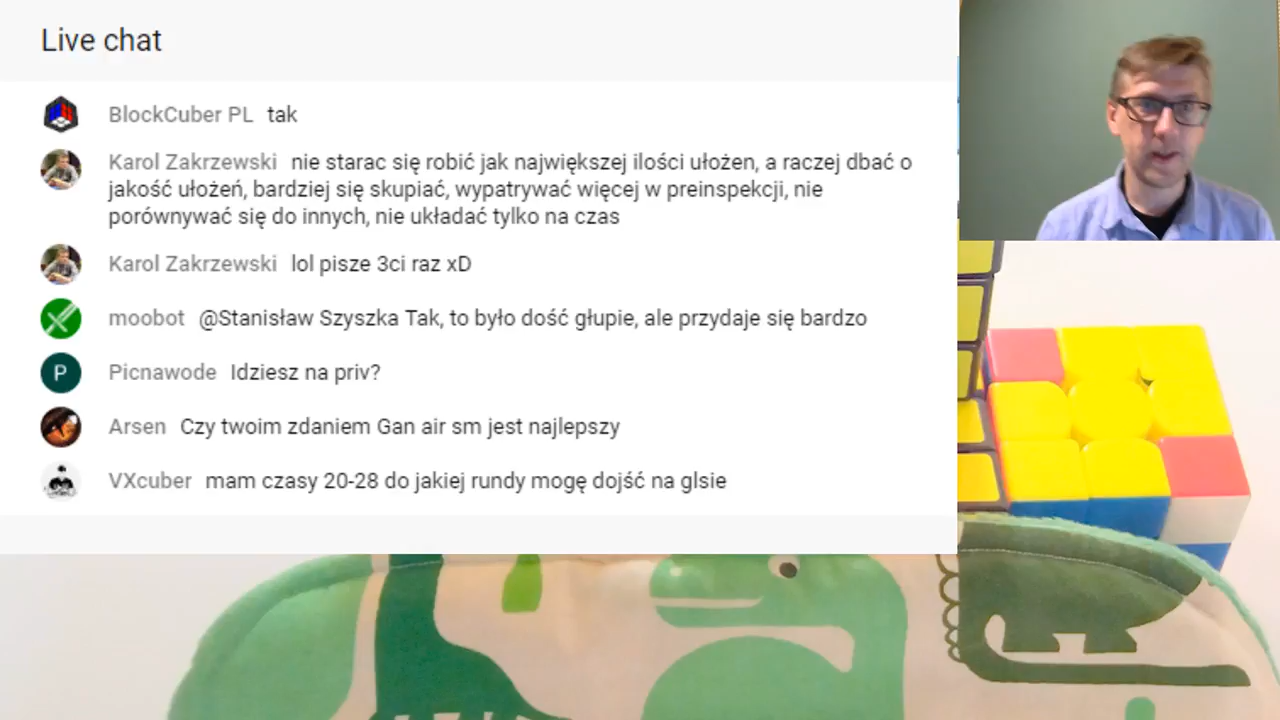 Live chat
BlockCuber PL tak
Karol Zakrzewski nie starac się robić jak największej ilości ułożen, a raczej dbać o
jakość ułożeń, bardziej się skupiać, wypatrywać więcej w preinspekcji, nie
porównywać się do innych, nie układać tylko na czas
Karol Zakrzewski lol pisze 3ci raz xD
moobot @Stanisław Szyszka Tak, to było dość głupie, ale przydaje się bardzo
P Picnawode Idziesz na priv?
Arsen Czy twoim zdaniem Gan air sm jest najlepszy
VXcuber mam czasy 20-28 do jakiej rundy mogę dojść na glsie